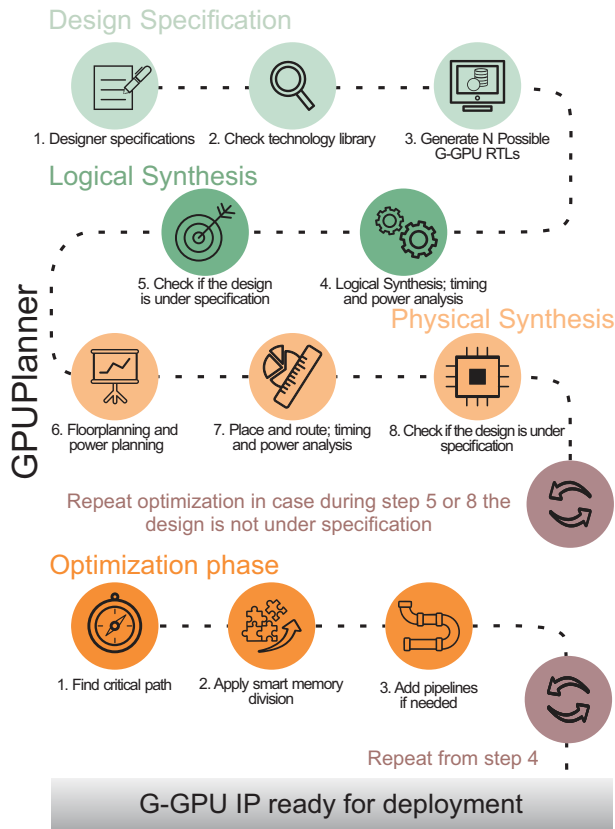 Design Specification
1. Designer specifications
2. Check technology library
3. Generate N Possible
G-GPU RTLs
Logical Synthesis
5. Check if the design
is under specification
4. Logical Synthesis; timing
and power analysis
GPUPlanner
Physical Synthesis
6. Floorplanning and
power planning
7. Place and route; timing
and power analysis
8. Check if the design is under
specification
Repeat optimization in case during step 5 or 8 the
design is not under specification
Optimization phase
1. Find critical path
2. Apply smart memory
division
3. Add pipelines
if needed
Repeat from step 4
G-GPU IP ready for deployment